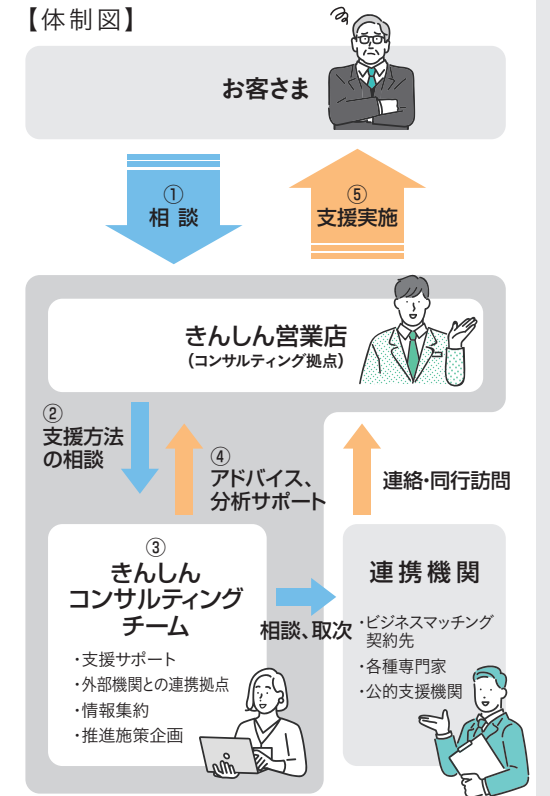 【体制図】
お客さま
①
相談
⑤
支援実施
きんしん営業店
（コンサルティング拠点）
②
支援方法
の相談
④
アドバイス、
分析サポート
連絡・同行訪問
③
きんしん
コンサルティング
チーム
・支援サポート
・外部機関との連携拠点
・情報集約
・推進施策企画
相談、取次
連携機関
・ビジネスマッチング
契約先
・各種専門家
・公的支援機関